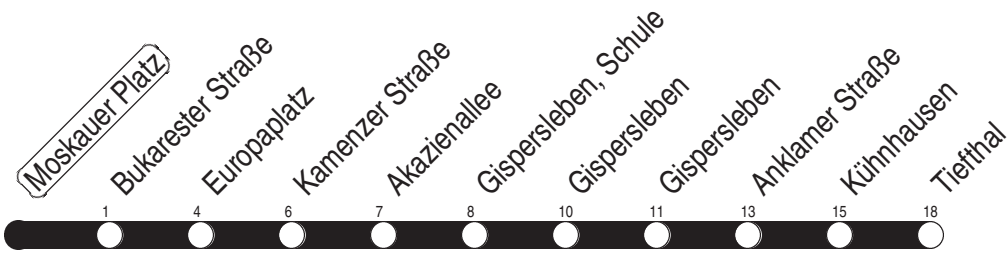 Moskauer Platz
Bukarester Straße
Europaplatz
Kamenzer Straße
Akazienallee
Gispersleben, Schule
Gispersleben
Gispersleben
Anklamer Straße
Kühnhausen
Tiefthal
1 4 6 7 8 10 11 13 15 18